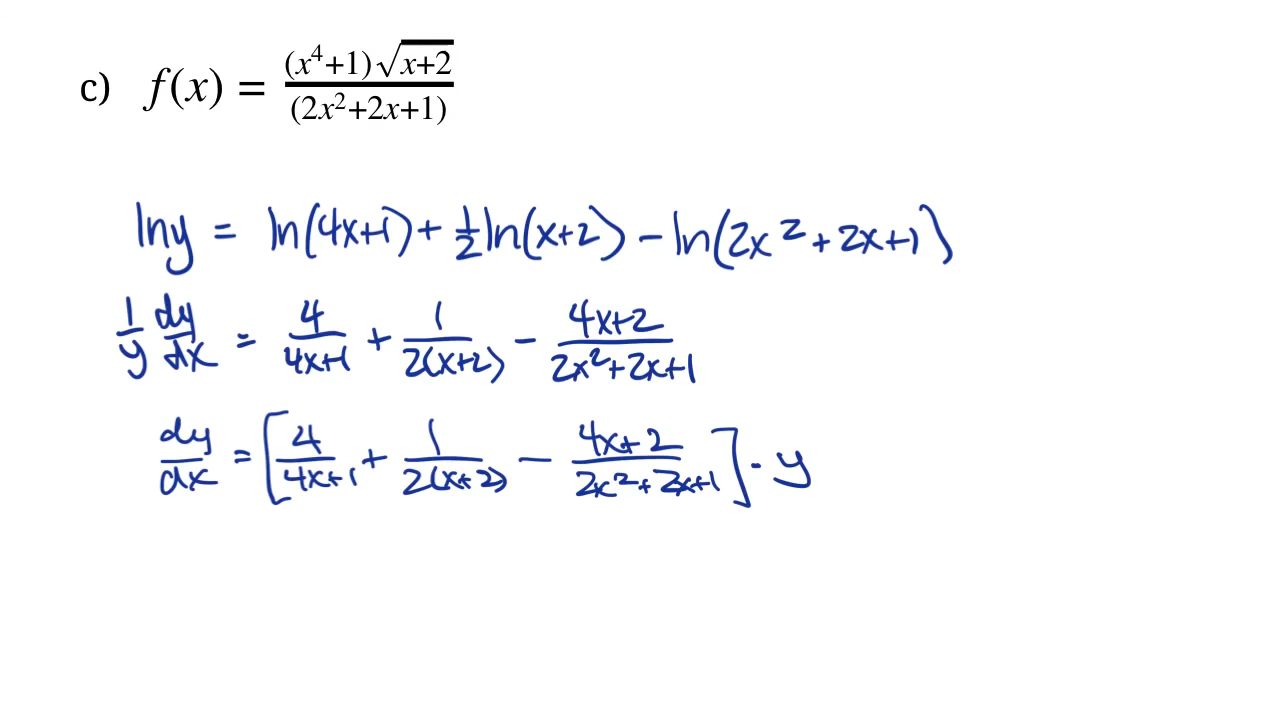 c) f(x) = (x⁴+1)√(x+2) / (2x²+2x+1)
ln y = ln(4x+1) + 1/2 ln(x+2) − ln(2x² + 2x+1)
1/y dy/dx = 4/(4x+1) + 1/(2(x+2)) − (4x+2)/(2x²+2x+1)
dy/dx = [4/(4x+1) + 1/(2(x+2)) − (4x+2)/(2x²+2x+1)] · y